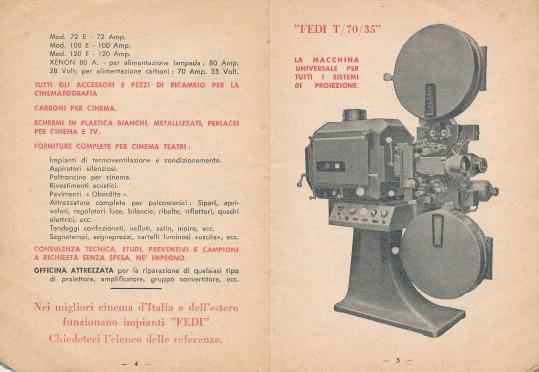 Mod. 72 E - 72 Amp.
Mod. 100 E - 100 Amp.
Mod. 120 E - 120 Amp.
XENON 80 A. - per alimentazione lampada : 80 Amp.
28 Volt; per alimentazione carboni : 70 Amp. 35 Volt.
TUTTI GLI ACCESSORI E PEZZI DI RICAMBIO PER LA
CINEMATOGRAFIA
CARBONI PER CINEMA.
SCHERMI IN PLASTICA BIANCHI, METALLIZZATI, PERLACEI
PER CINEMA E TV.
FORNITURE COMPLETE PER CINEMA TEATRI :
Impianti di termoventilazione e condizionamento.
Aspiratori silenziosi.
Poltroncine per cinema.
Rivestimenti acustici.
Pavimenti « Oberdite ».
Attrezzatura complete per palcoscenici : Sipari, apri-
velari, regolatori luce, bilancie, ribalte, riflettori, quadri
elettrici, ecc.
Tendaggi confezionati, velluti, satin, moire, ecc.
Segnatempi, segnaprezzi, cartelli luminosi «uscita», ecc.
CONSULENZA TECNICA, STUDI, PREVENTIVI E CAMPIONI
A RICHIESTA SENZA SPESA, NE' IMPEGNO.
OFFICINA ATTREZZATA per la riparazione di qualsiasi tipo
di proiettore, amplificatore, gruppo convertitore, ecc.
Nei migliori cinema d'Italia e dell'estero
funzionano impianti "FEDI"
Chiedeteci l'elenco delle referenze.
— 4 —
"FEDI T/70/35"
LA MACCHINA
UNIVERSALE PER
TUTTI I SISTEMI
DI PROIEZIONE.
— 5 —